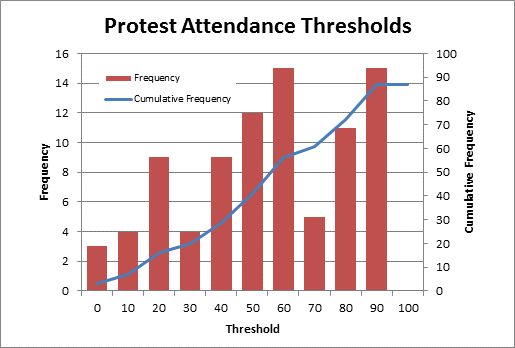 Protest Attendance Thresholds
16 100
14 90
12 80
10 70
8 60
6 50
4 40
2 30
0 20
10
0
Frequency
Cumulative Frequency
Frequency
Cumulative Frequency
0 10 20 30 40 50 60 70 80 90 100
Threshold